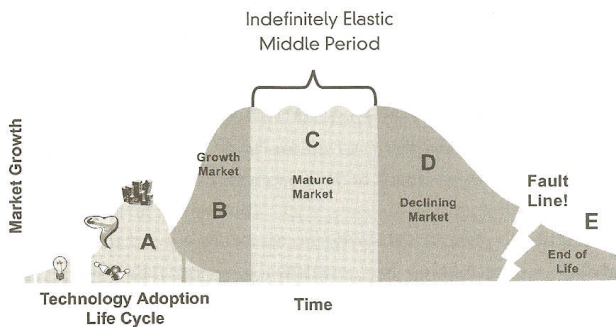 Indefinitely Elastic
Middle Period
Market Growth
A
Growth
Market
B
C
Mature
Market
D
Declining
Market
Fault
Line!
E
End of
Life
Technology Adoption
Life Cycle
Time